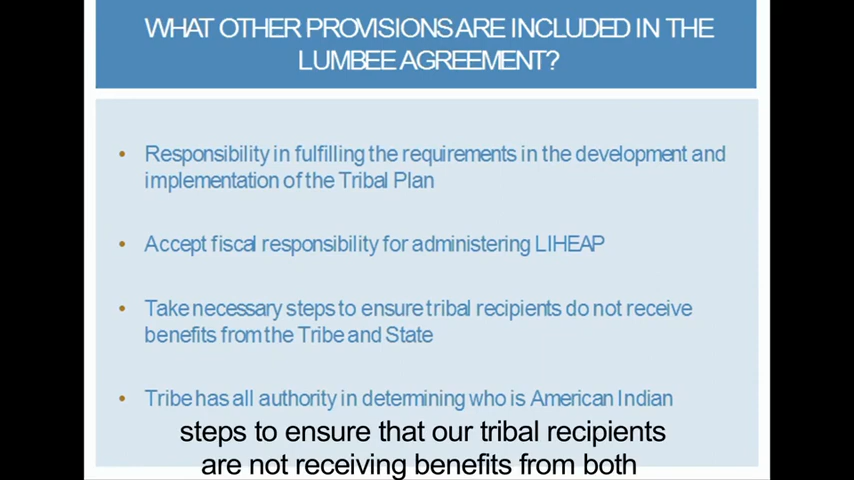 WHAT OTHER PROVISIONS ARE INCLUDED IN THE
LUMBEE AGREEMENT?
• Responsibility in fulfilling the requirements in the development and
implementation of the Tribal Plan
• Accept fiscal responsibility for administering LIHEAP
• Take necessary steps to ensure tribal recipients do not receive
benefits from the Tribe and State
• Tribe has all authority in determining who is American Indian
steps to ensure that our tribal recipients
are not receiving benefits from both